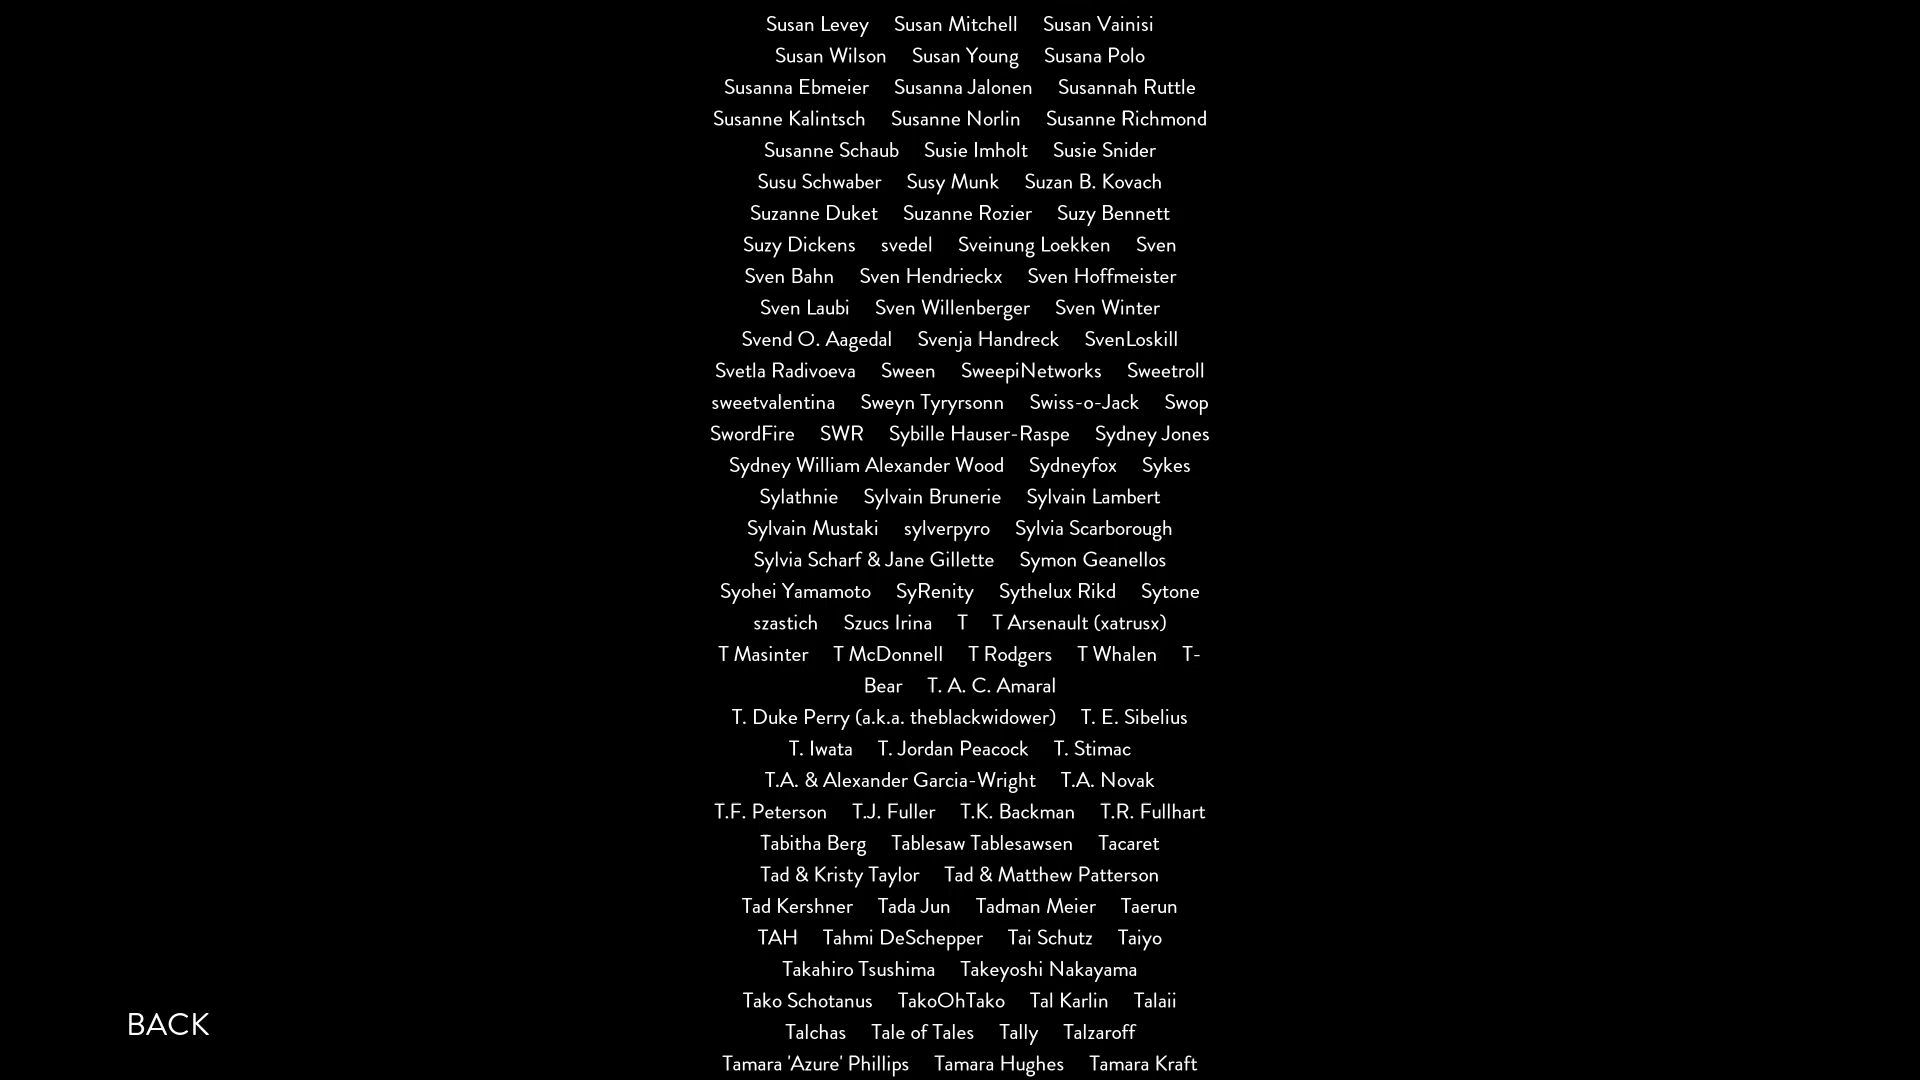 Susan Levey Susan Mitchell Susan Vainisi
Susan Wilson Susan Young Susana Polo
Susanna Ebmeier Susanna Jalonen Susannah Ruttle
Susanne Kalintsch Susanne Norlin Susanne Richmond
Susanne Schaub Susie Imholt Susie Snider
Susu Schwaber Susy Munk Suzan B. Kovach
Suzanne Duket Suzanne Rozier Suzy Bennett
Suzy Dickens svedel Sveinung Loekken Sven
Sven Bahn Sven Hendrieckx Sven Hoffmeister
Sven Laubi Sven Willenberger Sven Winter
Svend O. Aagedal Svenja Handreck SvenLoskill
Svetla Radivoeva Sween SweepiNetworks Sweetroll
sweetvalentina Sweyn Tyryrsonn Swiss-o-Jack Swop
SwordFire SWR Sybille Hauser-Raspe Sydney Jones
Sydney William Alexander Wood Sydneyfox Sykes
Sylathnie Sylvain Brunerie Sylvain Lambert
Sylvain Mustaki sylverpyro Sylvia Scarborough
Sylvia Scharf & Jane Gillette Symon Geanellos
Syohei Yamamoto SyRenity Sythelux Rikd Sytone
szastich Szucs Irina T T Arsenault (xatrusx)
T Masinter T McDonnell T Rodgers T Whalen T-
Bear T. A. C. Amaral
T. Duke Perry (a.k.a. theblackwidower) T. E. Sibelius
T. Iwata T. Jordan Peacock T. Stimac
T.A. & Alexander Garcia-Wright T.A. Novak
T.F. Peterson T.J. Fuller T.K. Backman T.R. Fullhart
Tabitha Berg Tablesaw Tablesawsen Tacaret
Tad & Kristy Taylor Tad & Matthew Patterson
Tad Kershner Tada Jun Tadman Meier Taerun
TAH Tahmi DeSchepper Tai Schutz Taiyo
Takahiro Tsushima Takeyoshi Nakayama
Tako Schotanus TakoOhTako Tal Karlin Talaii
Talchas Tale of Tales Tally Talzaroff
Tamara 'Azure' Phillips Tamara Hughes Tamara Kraft
BACK